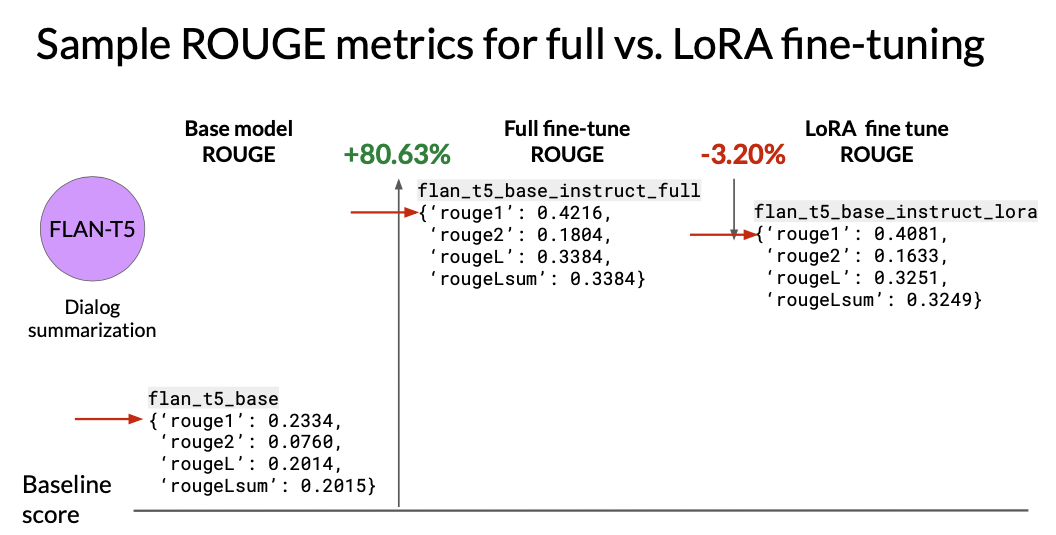 Sample ROUGE metrics for full vs. LoRA fine-tuning
Base model
ROUGE
+80.63%
Full fine-tune
ROUGE
-3.20%
LoRA  fine tune
ROUGE
FLAN-T5
Dialog
summarization
flan_t5_base_instruct_full
{‘rouge1’: 0.4216,
‘rouge2’: 0.1804,
‘rougeL’: 0.3384,
‘rougeLsum’: 0.3384}
flan_t5_base_instruct_lora
{‘rouge1’: 0.4081,
‘rouge2’: 0.1633,
‘rougeL’: 0.3251,
‘rougeLsum’: 0.3249}
flan_t5_base
{‘rouge1’: 0.2334,
‘rouge2’: 0.0760,
‘rougeL’: 0.2014,
‘rougeLsum’: 0.2015}
Baseline
score